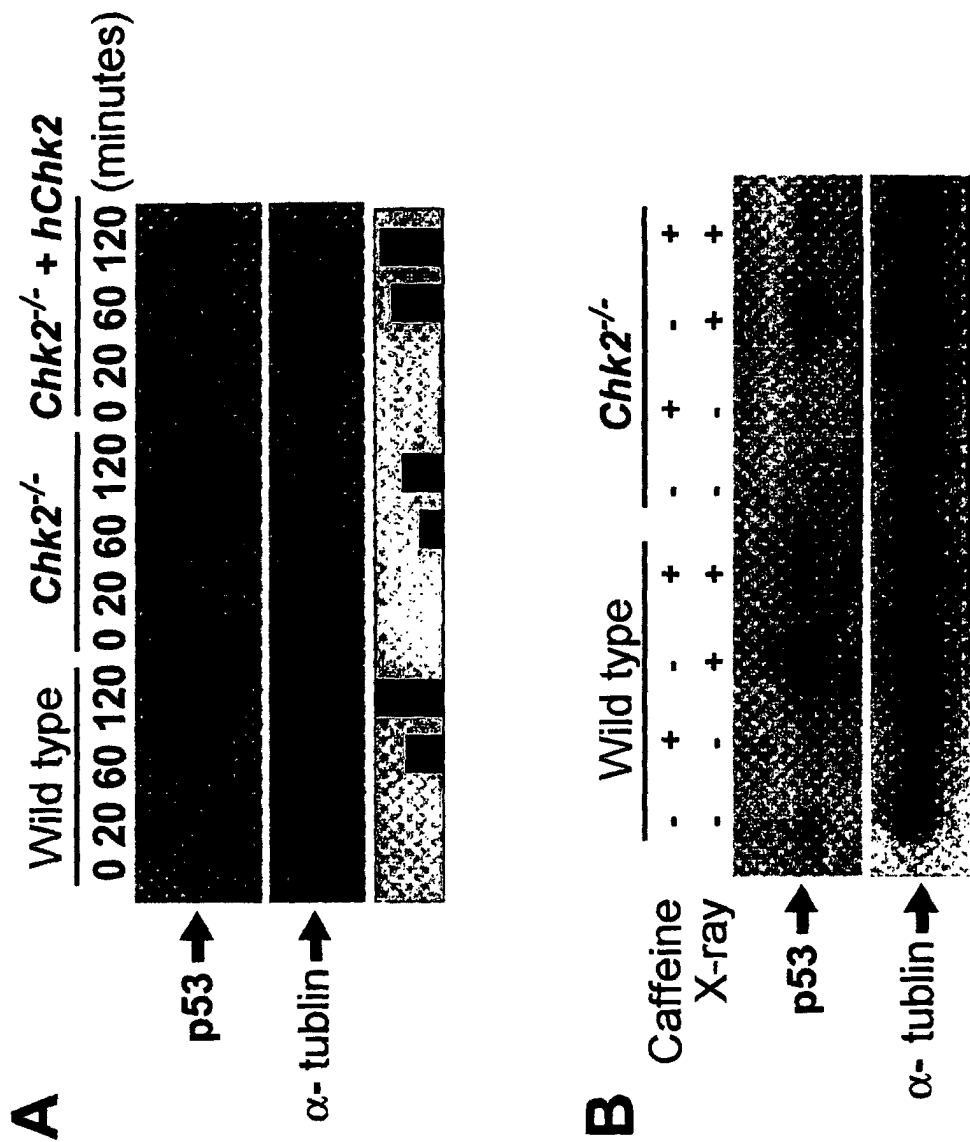 A
Wild type Chk2-/- Chk2-/- + hChk2
0 20 60 120 0 20 60 120 0 20 60 120 (minutes)
p53
α- tublin
B
Wild type Chk2-/-
Caffeine - + - + - + - +
X-ray - - + + - - + +
p53
α- tublin